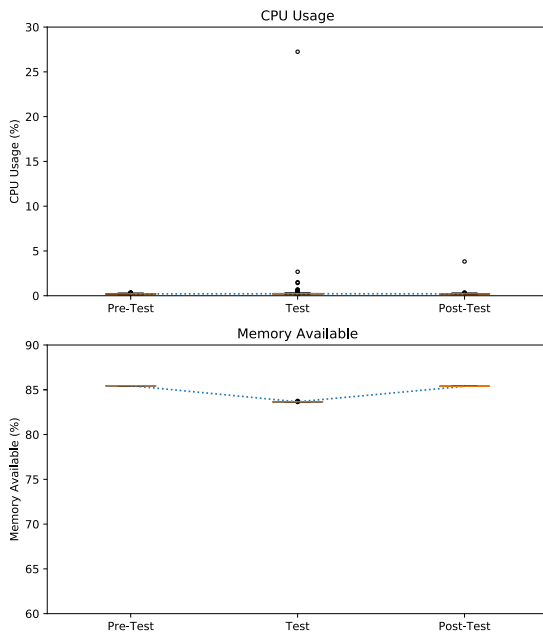 CPU Usage
CPU Usage (%)
30
25
20
15
10
5
0
Pre-Test Test Post-Test
Memory Available
Memory Available (%)
90
85
80
75
70
65
60
Pre-Test Test Post-Test